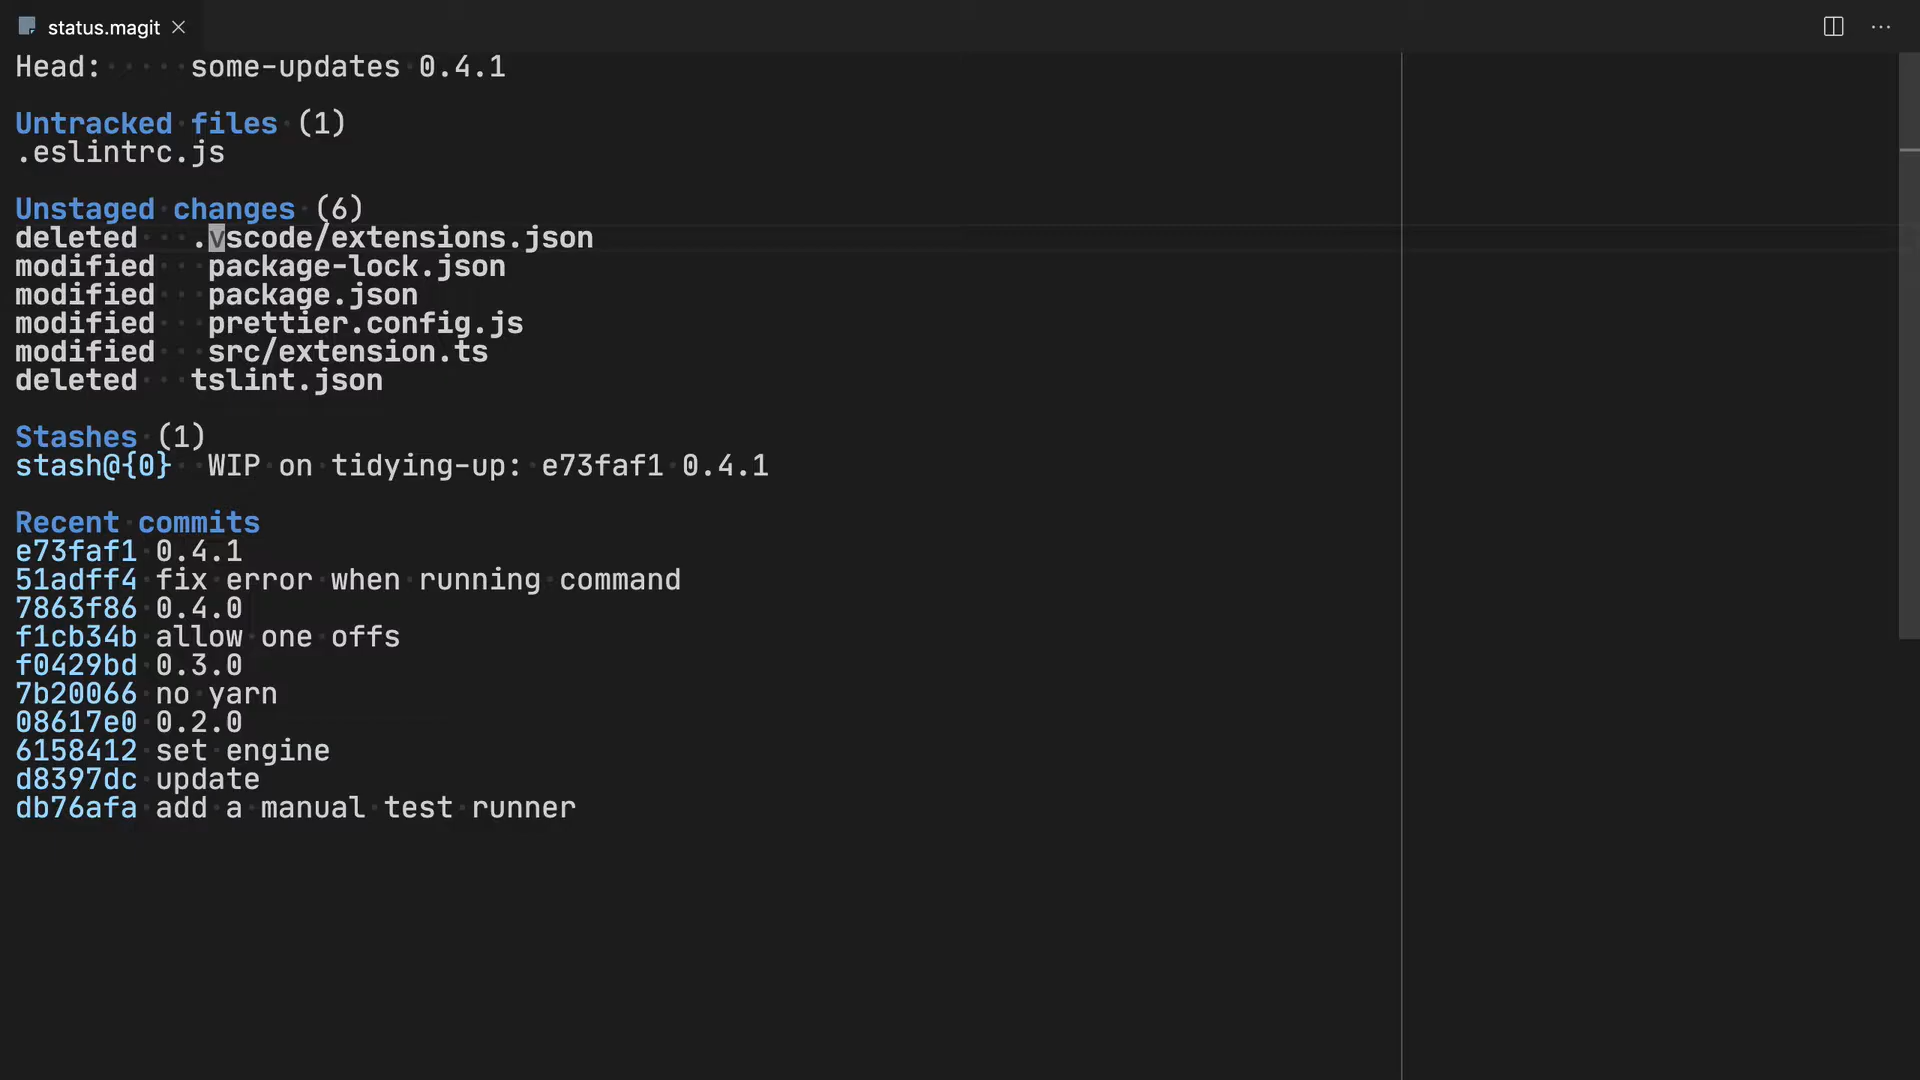 status.magit
Head: some-updates 0.4.1
Untracked files (1)
.eslintrc.js
Unstaged changes (6)
deleted .vscode/extensions.json
modified package-lock.json
modified package.json
modified prettier.config.js
modified src/extension.ts
deleted tslint.json
Stashes (1)
stash@{0} WIP on tidying-up: e73faf1 0.4.1
Recent commits
e73faf1 0.4.1
51adff4 fix error when running command
7863f86 0.4.0
f1cb34b allow one offs
f0429bd 0.3.0
7b20066 no yarn
08617e0 0.2.0
6158412 set engine
d8397dc update
db76afa add a manual test runner